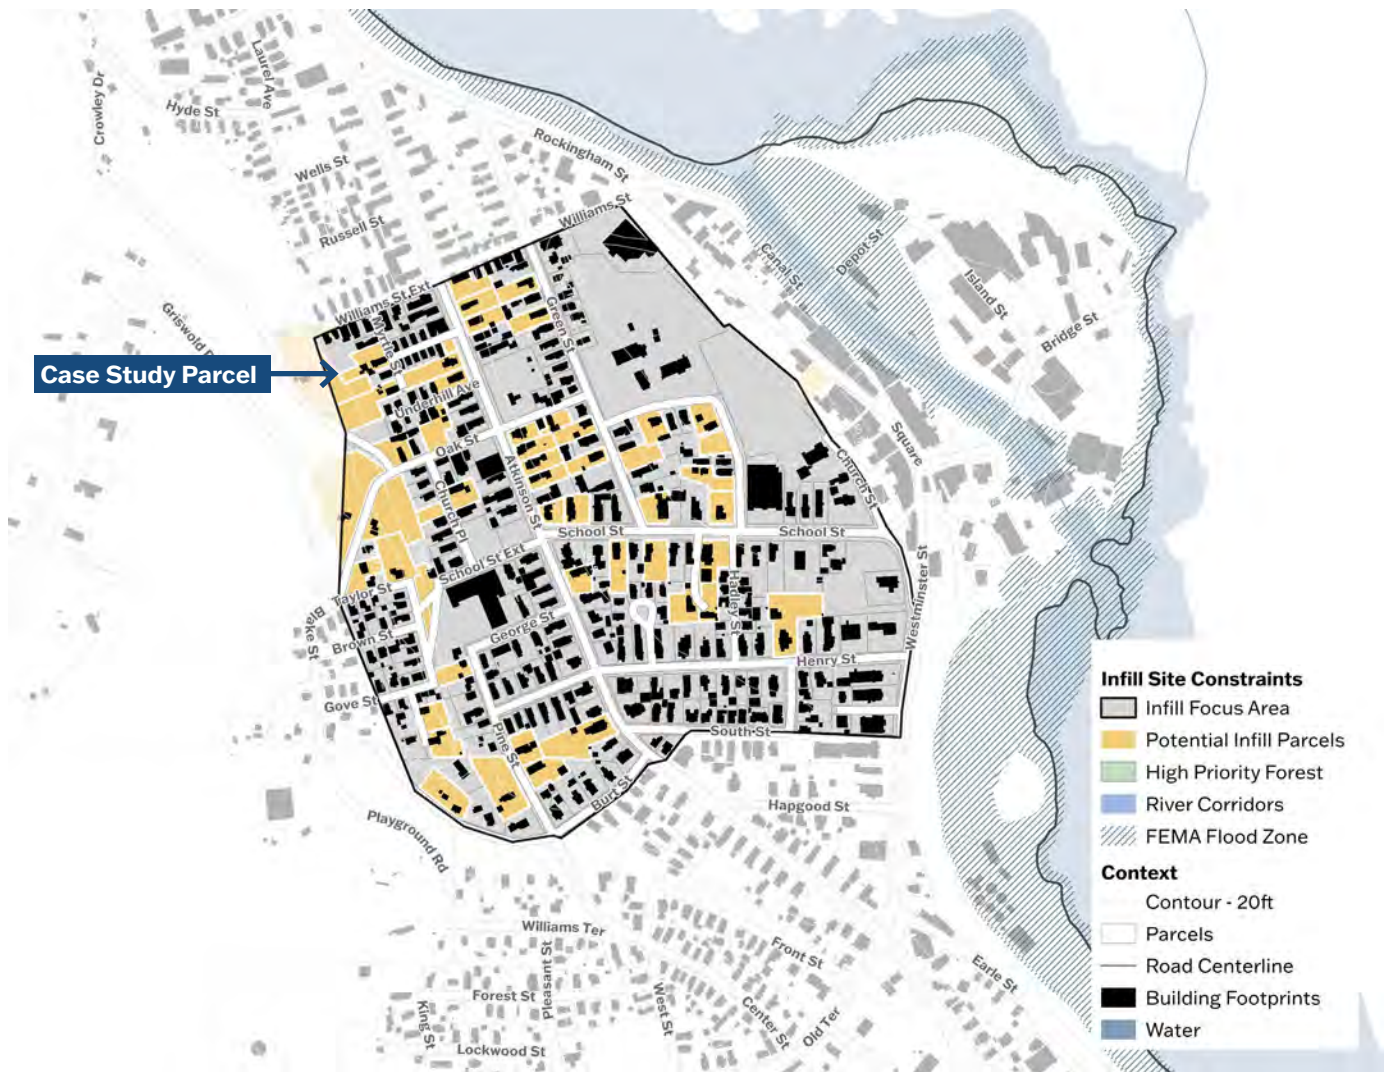 Laurel Ave
Crowley Dr
Hyde St
Rockingham St
Wells St
Williams St
Russell St
Canal St
Depot St
Island St
Bridge St
Williams St Ext
Griswold
Myrtle St
Green St
Case Study Parcel
Underhill Ave
Oak St
Square
Church St
Atkinson St
Church Pl
School St
School St
School St Ext
Hadley St
Westminster St
Taylor St
Blake St
Brown St
George St
Henry St
Gove St
Pine St
South St
Burt St
Hapgood St
Playground Rd
Williams Ter
Pleasant St
Front St
Earle St
Forest St
King St
West St
Center St
Old Ter
Lockwood St
Infill Site Constraints
Infill Focus Area
Potential Infill Parcels
High Priority Forest
River Corridors
FEMA Flood Zone
Context
Contour - 20ft
Parcels
Road Centerline
Building Footprints
Water